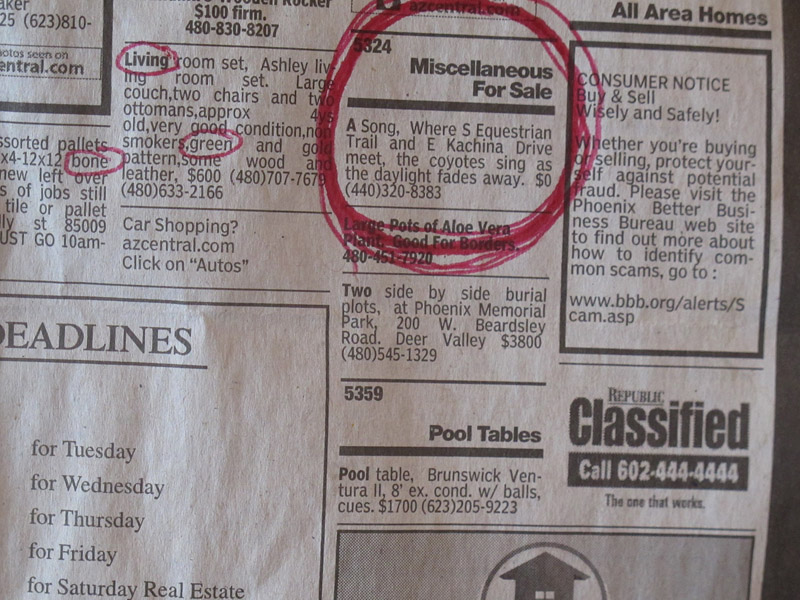 $100 firm.
480-830-8207
25 (623)810-
Photos seen on
entral.com
ssorted pallets
x4-12x12 bone
new left over
s of jobs still
tile or pallet
lly st 85009
UST GO 10am-
Living room set, Ashley liv-
ing room set. Large
couch,two chairs and two
ottomans,approx 4ys
old,very good condition,non
smokers,green and gold
pattern,some wood and
leather, $600 (480)707-7679
(480)633-2166
Car Shopping?
azcentral.com
Click on “Autos”
DEADLINES
for Tuesday
for Wednesday
for Thursday
for Friday
for Saturday Real Estate
azcentral.com
5324
Miscellaneous
For Sale
A Song, Where S Equestrian
Trail and E Kachina Drive
meet, the coyotes sing as
the daylight fades away. $0
(440)320-8383
Large Pots of Aloe Vera
Plant. Good For Borders.
480-451-7920
Two side by side burial
plots, at Phoenix Memorial
Park, 200 W. Beardsley
Road. Deer Valley $3800
(480)545-1329
5359
Pool Tables
Pool table, Brunswick Ven-
tura II, 8' ex. cond. w/ balls,
cues. $1700 (623)205-9223
All Area Homes
CONSUMER NOTICE
Buy & Sell
Wisely and Safely!
Whether you're buying
or selling, protect your-
self against potential
fraud. Please visit the
Phoenix Better Busi-
ness Bureau web site
to find out more about
how to identify com-
mon scams, go to :
www.bbb.org/alerts/S
cam.asp
REPUBLIC
Classified
Call 602-444-4444
The one that works.